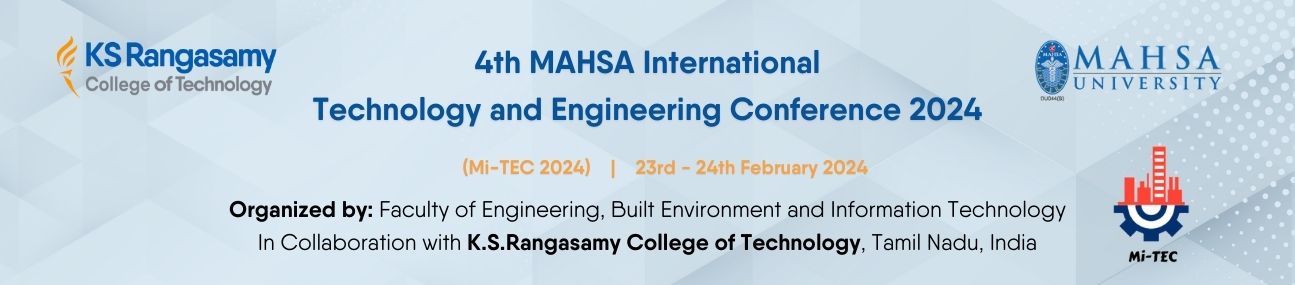 KS Rangasamy
College of Technology
4th MAHSA International
Technology and Engineering Conference 2024
MAHSA
UNIVERSITY
(Mi-TEC 2024) | 23rd - 24th February 2024
Organized by: Faculty of Engineering, Built Environment and Information Technology
In Collaboration with K.S.Rangasamy College of Technology, Tamil Nadu, India
Mi-TEC